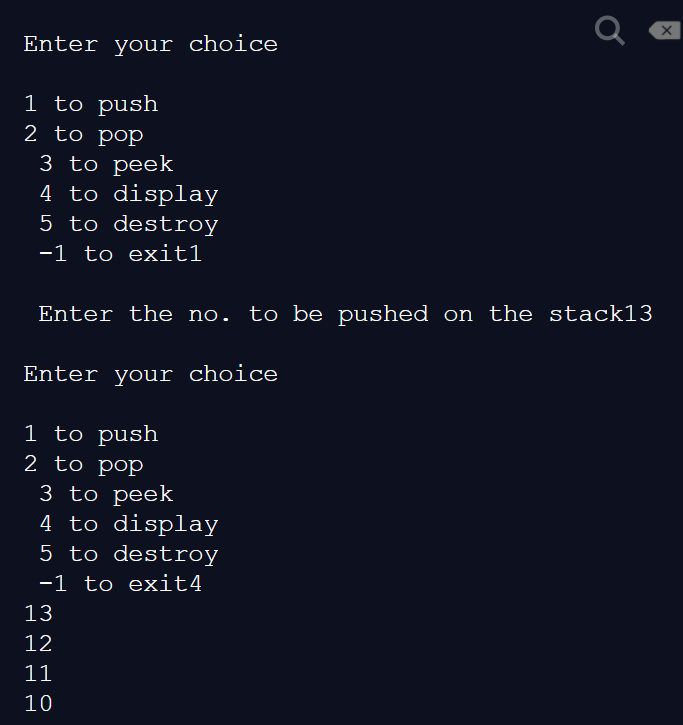 Enter your choice
1 to push
2 to pop
3 to peek
4 to display
5 to destroy
-1 to exit1
Enter the no. to be pushed on the stack13
Enter your choice
1 to push
2 to pop
3 to peek
4 to display
5 to destroy
-1 to exit4
13
12
11
10